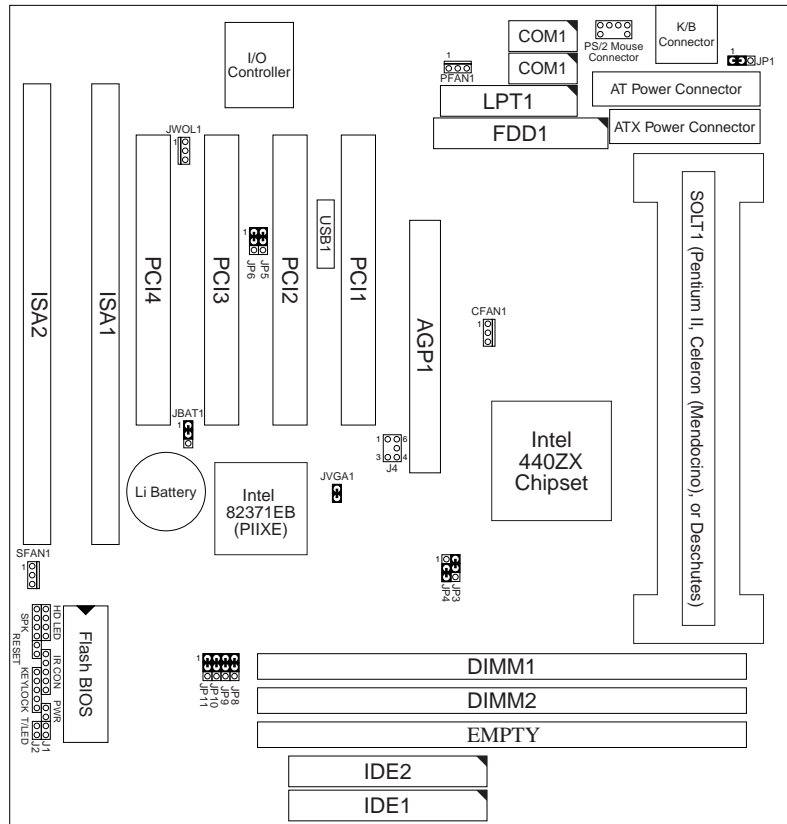 I/O
Controller
COM1
COM1
PS/2 Mouse
Connector
K/B
Connector
1
JP1
1
PFAN1
LPT1
FDD1
AT Power Connector
ATX Power Connector
ISA2
ISA1
JWOL1
1
PCI4
PCI3
1
JP6
JP5
PCI2
USB1
PCI1
AGP1
CFAN1
1
SOLT1 (Pentium II, Celeron (Mendocino), or Deschutes)
JBAT1
1
Li Battery
Intel
82371EB
(PIIXE)
JVGA1
1 6
3 4
J4
Intel
440ZX
Chipset
SFAN1
1
1
JP4
JP3
HD LED
SPK
RESET
IR CON
KEYLOCK
PWR
T/LED
J1
J2
Flash BIOS
1
JP11
JP10
JP9
JP8
DIMM1
DIMM2
EMPTY
IDE2
IDE1